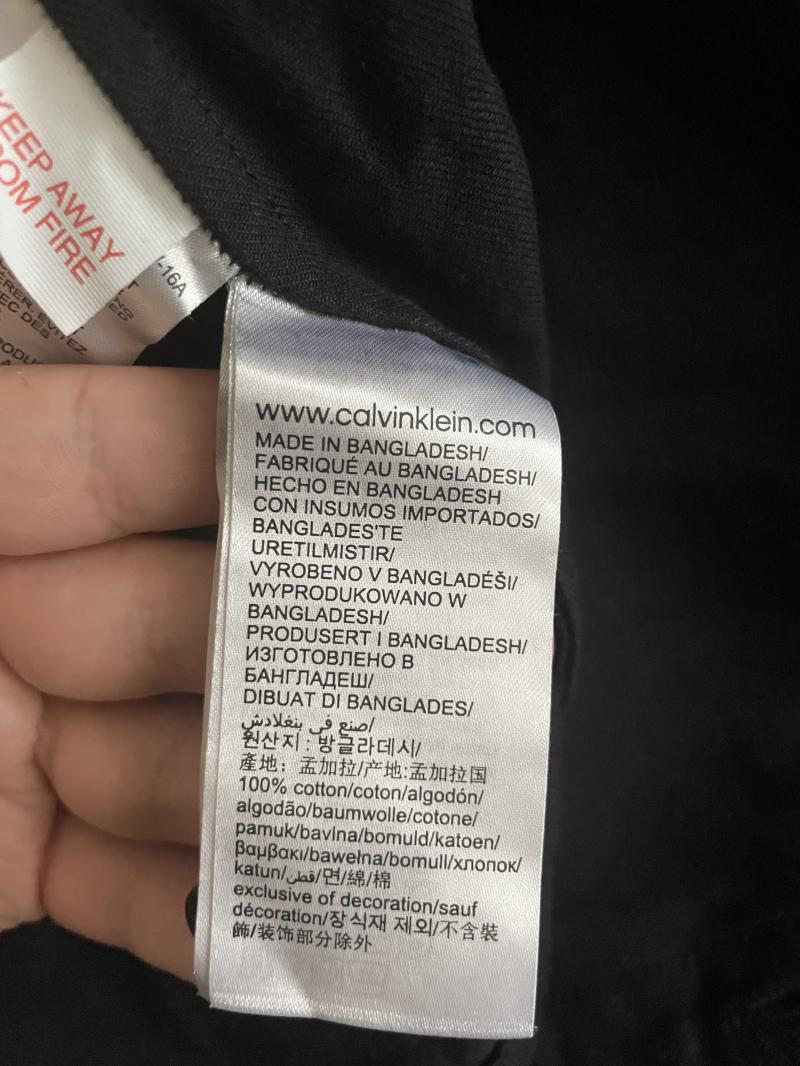 KEEP AWAY
FROM FIRE
-16A
EVITEZ
EC DES
www.calvinklein.com
MADE IN BANGLADESH/
FABRIQUÉ AU BANGLADESH/
HECHO EN BANGLADESH
CON INSUMOS IMPORTADOS/
BANGLADES'TE
URETILMISTIR/
VYROBENO V BANGLADÉŠI/
WYPRODUKOWANO W
BANGLADESH/
PRODUSERT I BANGLADESH/
ИЗГОТОВЛЕНО В
БАНГЛАДЕШ/
DIBUAT DI BANGLADES/
صنع في بنغلادش/
원산지 : 방글라데시/
產地：孟加拉/产地:孟加拉国
100% cotton/coton/algodón/
algodão/baumwolle/cotone/
pamuk/bavlna/bomuld/katoen/
βαμβακι/bawełna/bomull/хлопок/
katun/قطن/면/綿/棉
exclusive of decoration/sauf
décoration/장식재 제외/不含裝
飾/装饰部分除外